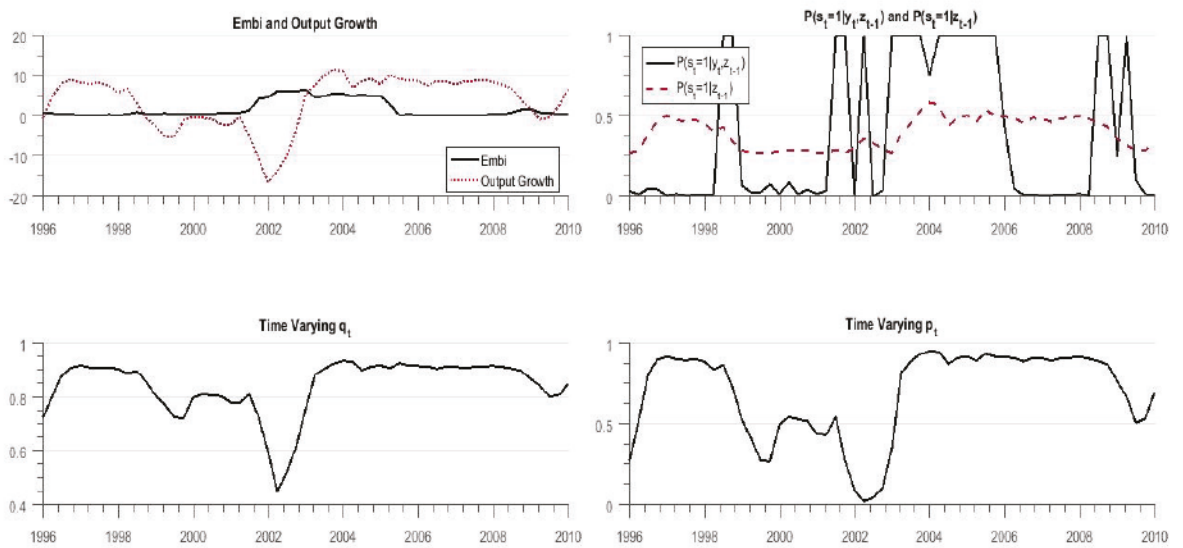 Embi and Output Growth
20
10
0
-10
-20
Embi
Output Growth
1996 1998 2000 2002 2004 2006 2008 2010
P(s_t=1|y_t,z_{t-1}) and P(s_t=1|z_{t-1})
1
0.5
0
P(s_t=1|y_t,z_{t-1})
P(s_t=1|z_{t-1})
1996 1998 2000 2002 2004 2006 2008 2010
Time Varying q_t
1
0.8
0.6
0.4
1996 1998 2000 2002 2004 2006 2008 2010
Time Varying p_t
1
0.5
0
1996 1998 2000 2002 2004 2006 2008 2010